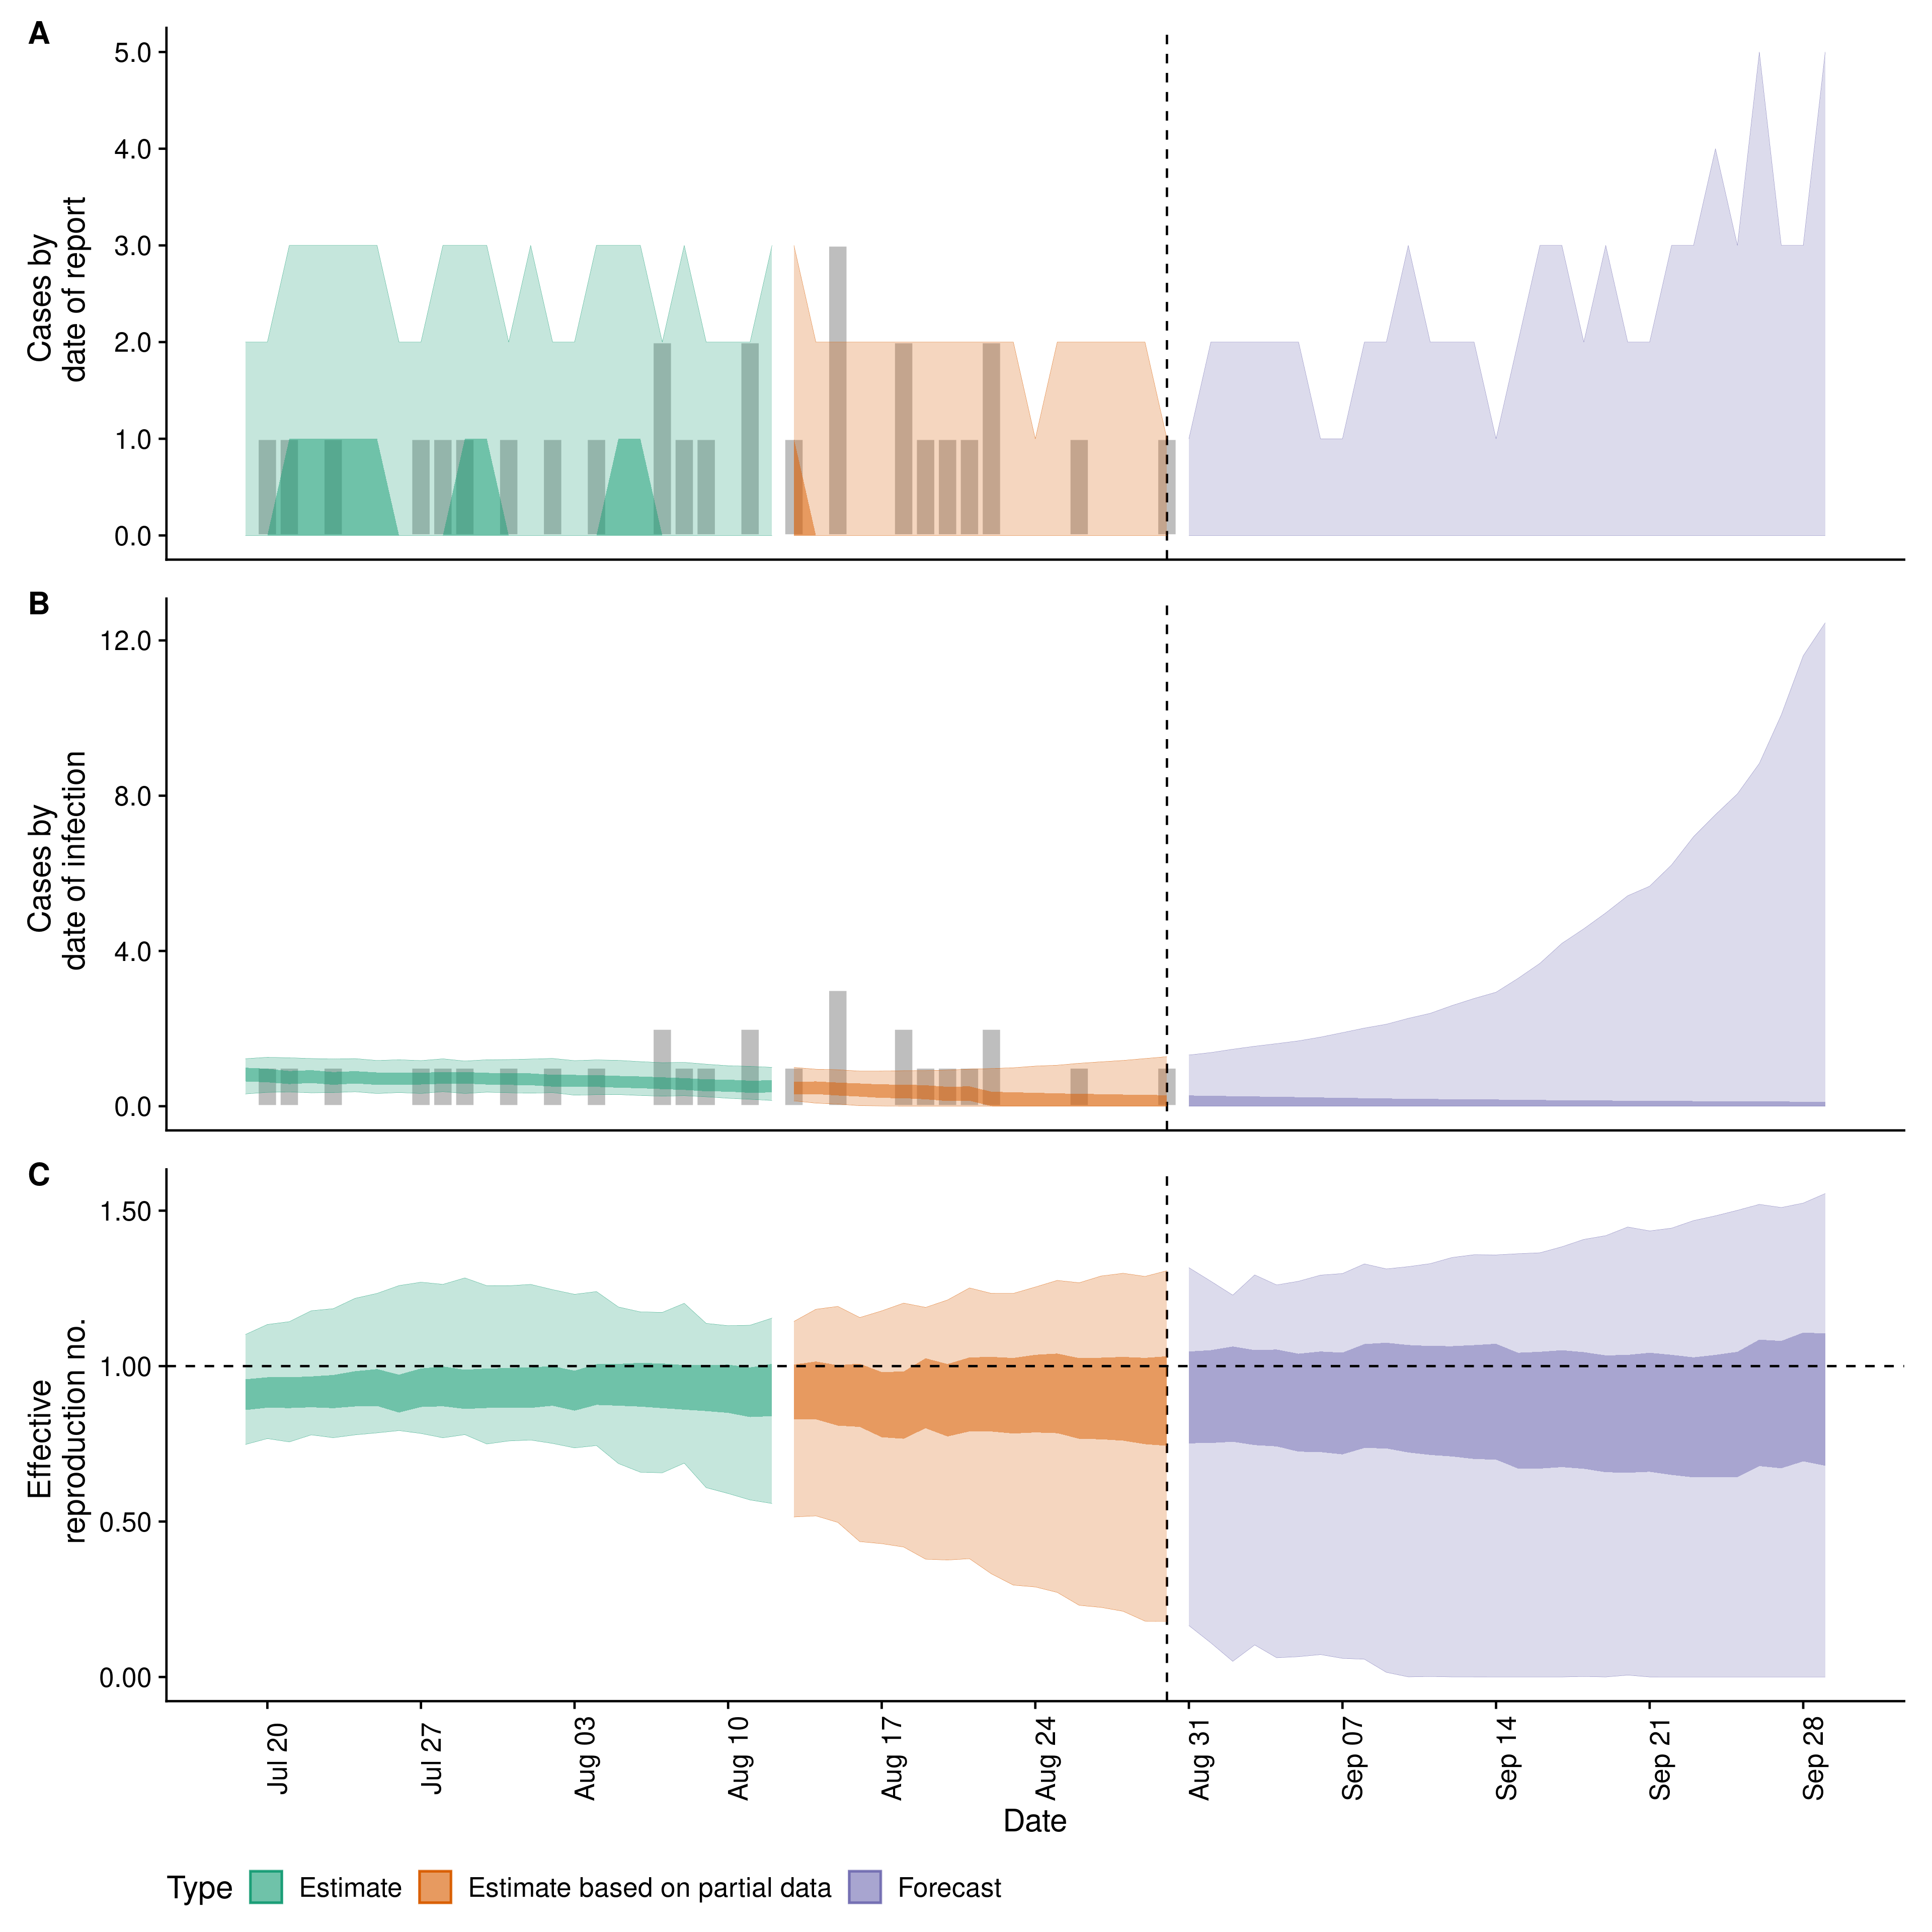 A
5.0
4.0
3.0
2.0
1.0
0.0
Cases by
date of report
B
12.0
8.0
4.0
0.0
Cases by
date of infection
C
1.50
1.00
0.50
0.00
Effective
reproduction no.
Jul 20
Jul 27
Aug 03
Aug 10
Aug 17
Aug 24
Aug 31
Sep 07
Sep 14
Sep 21
Sep 28
Date
Type Estimate Estimate based on partial data Forecast